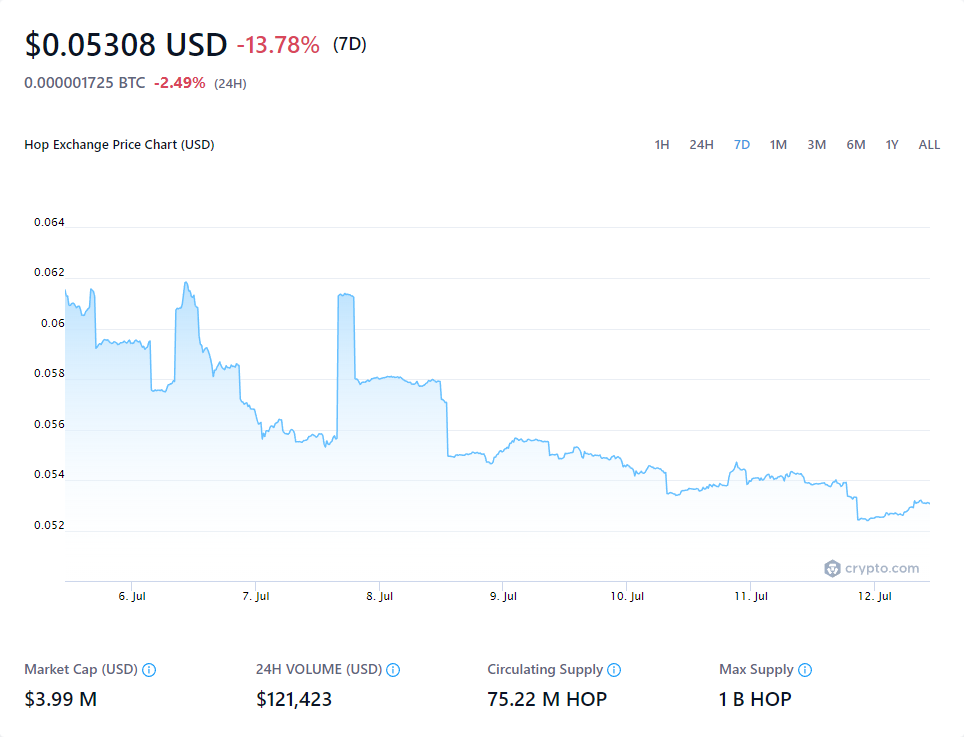 $0.05308 USD -13.78% (7D)
0.000001725 BTC -2.49% (24H)
Hop Exchange Price Chart (USD) 1H 24H 7D 1M 3M 6M 1Y ALL
0.064
0.062
0.06
0.058
0.056
0.054
0.052
crypto.com
6. Jul 7. Jul 8. Jul 9. Jul 10. Jul 11. Jul 12. Jul
Market Cap (USD) 24H VOLUME (USD) Circulating Supply Max Supply
$3.99 M $121,423 75.22 M HOP 1 B HOP